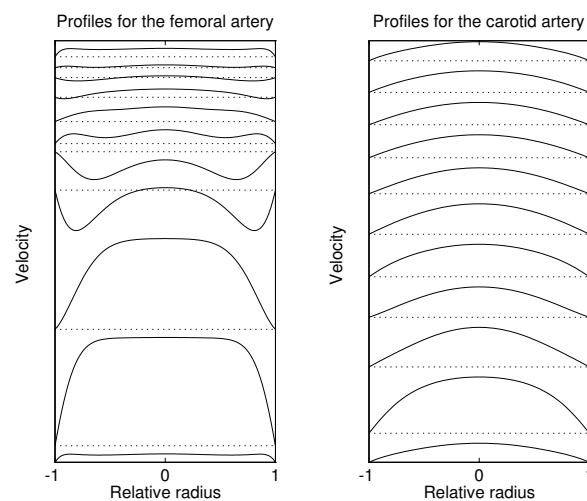 Profiles for the femoral artery
Velocity
-1 0 1
Relative radius
Profiles for the carotid artery
Velocity
-1 0 1
Relative radius